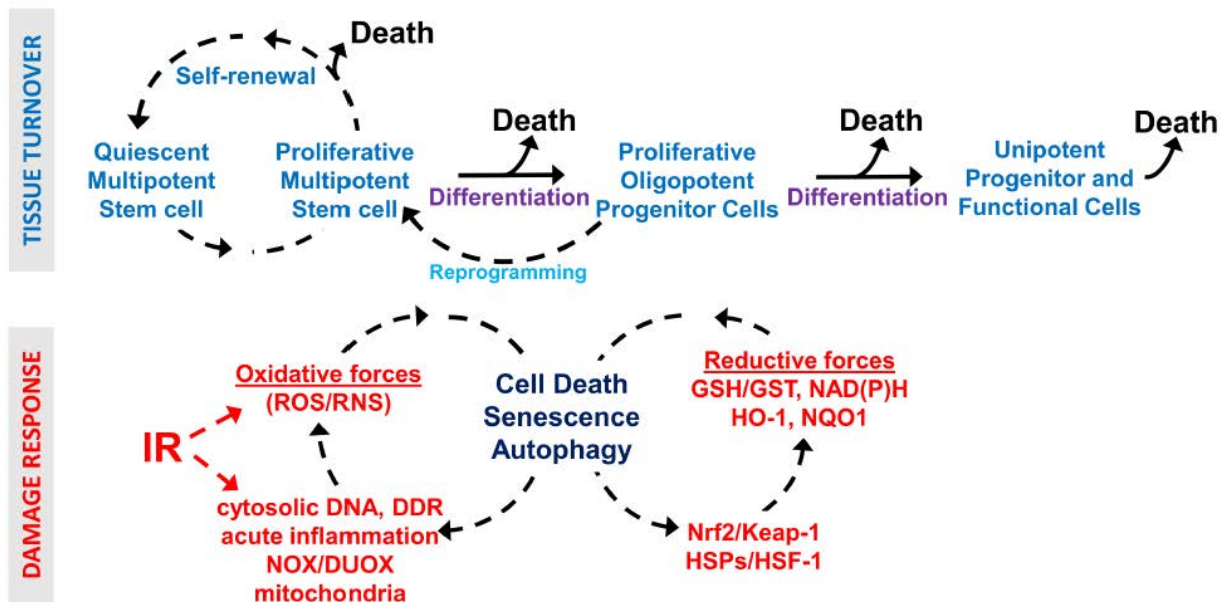 TISSUE TURNOVER
Death
Self-renewal
Quiescent
Multipotent
Stem cell
Proliferative
Multipotent
Stem cell
Death
Differentiation
Reprogramming
Proliferative
Oligopotent
Progenitor Cells
Death
Differentiation
Unipotent
Progenitor and
Functional Cells
Death
DAMAGE RESPONSE
IR
Oxidative forces
(ROS/RNS)
cytosolic DNA, DDR
acute inflammation
NOX/DUOX
mitochondria
Cell Death
Senescence
Autophagy
Reductive forces
GSH/GST, NAD(P)H
HO-1, NQO1
Nrf2/Keap-1
HSPs/HSF-1